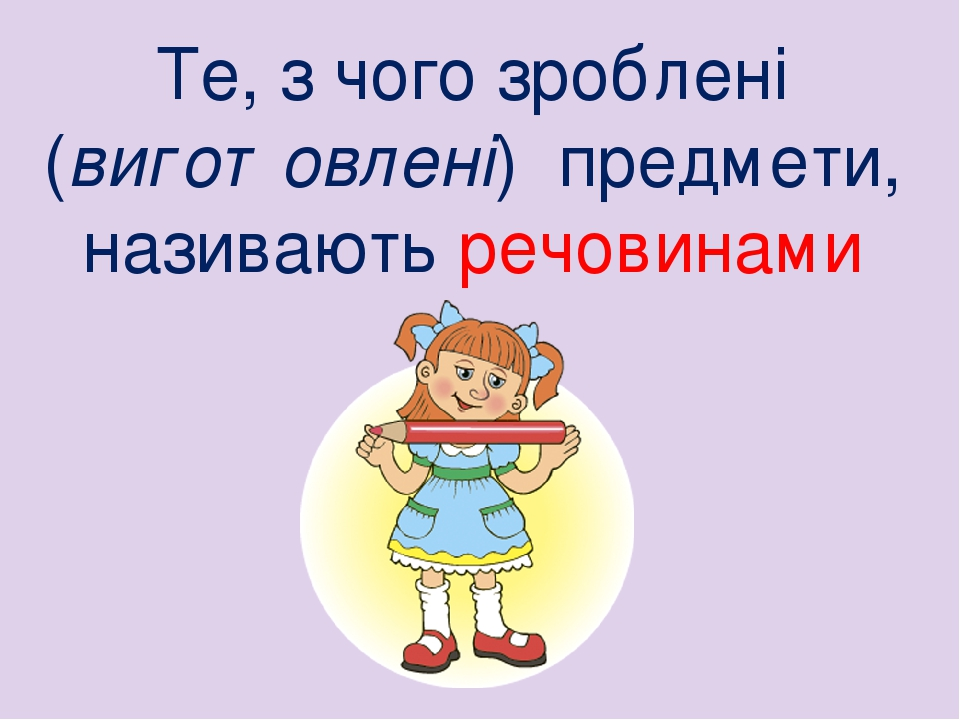 Те, з чого зроблені
(виготовлені) предмети,
називають речовинами